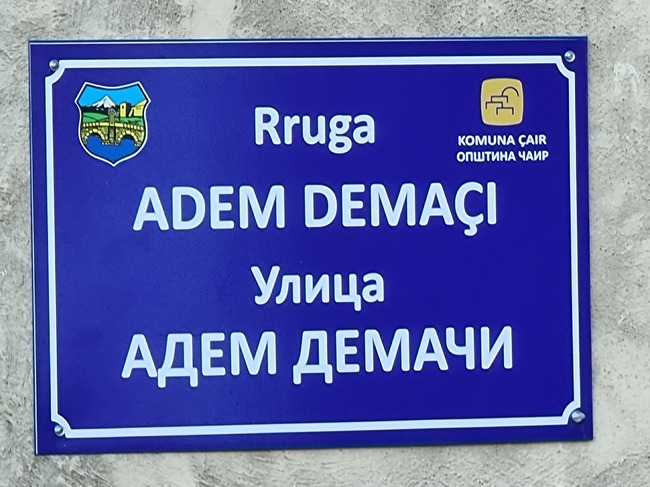 Rruga
KOMUNA ÇAIR
ОПШТИНА ЧАИР
ADEM DEMAÇI
Улица
АДЕМ ДЕМАЧИ